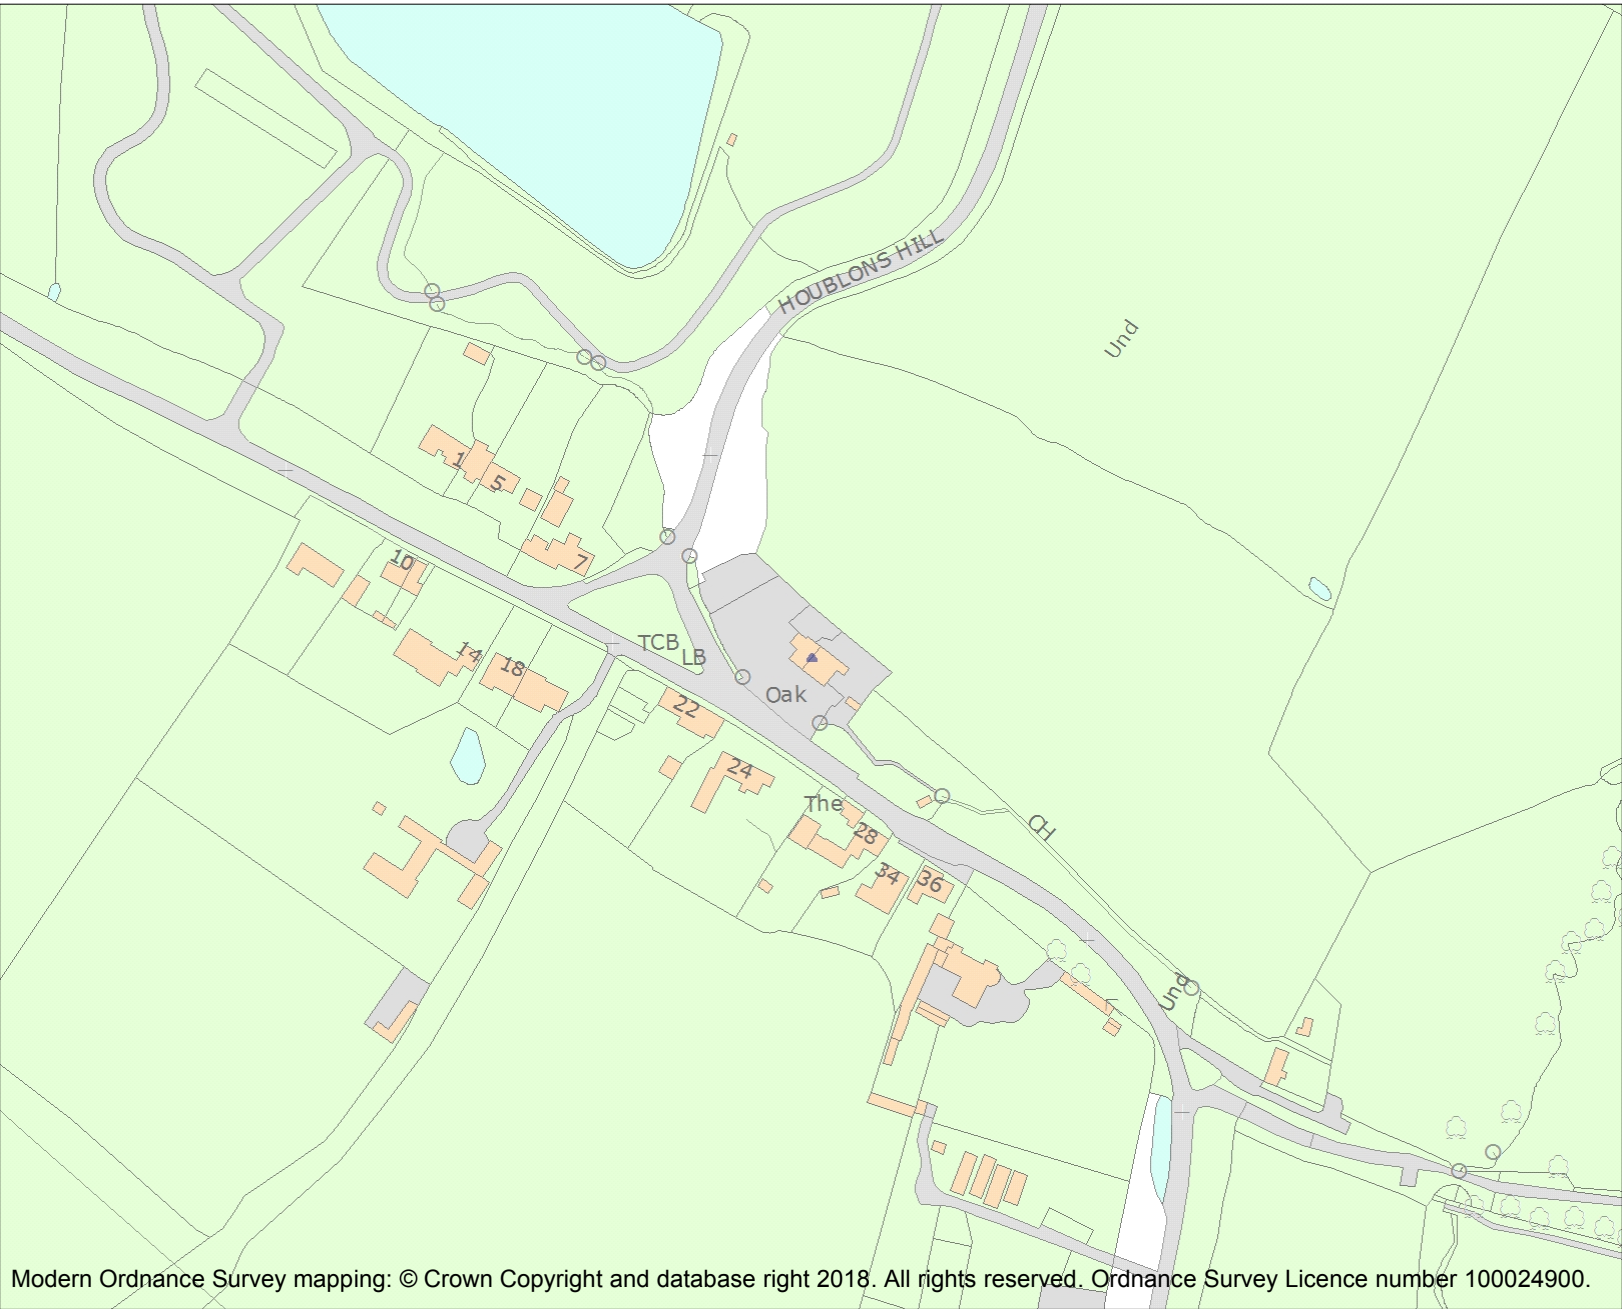 HOUBLONS HILL
Und
1
5
7
10
14
18
TCB
LB
Oak
22
24
The
28
34
36
CH
Und
Modern Ordnance Survey mapping: © Crown Copyright and database right 2018. All rights reserved. Ordnance Survey Licence number 100024900.